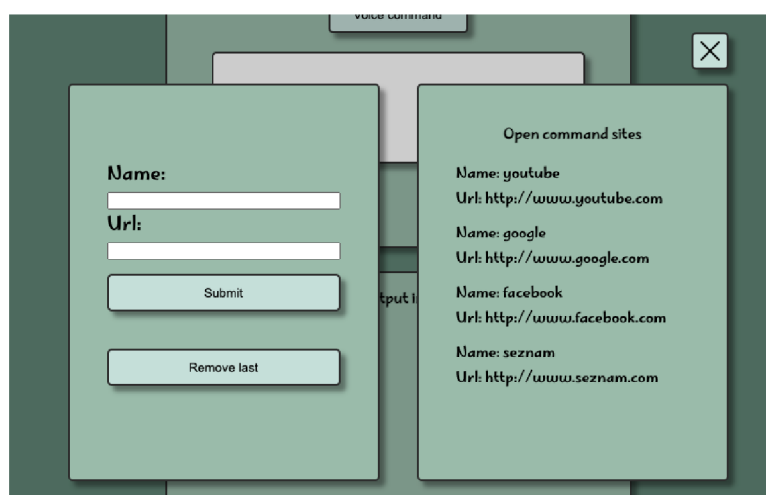 Voice command
Name:
Url:
Submit
Remove last
tput i
Open command sites
Name: youtube
Url: http://www.youtube.com
Name: google
Url: http://www.google.com
Name: facebook
Url: http://www.facebook.com
Name: seznam
Url: http://www.seznam.com